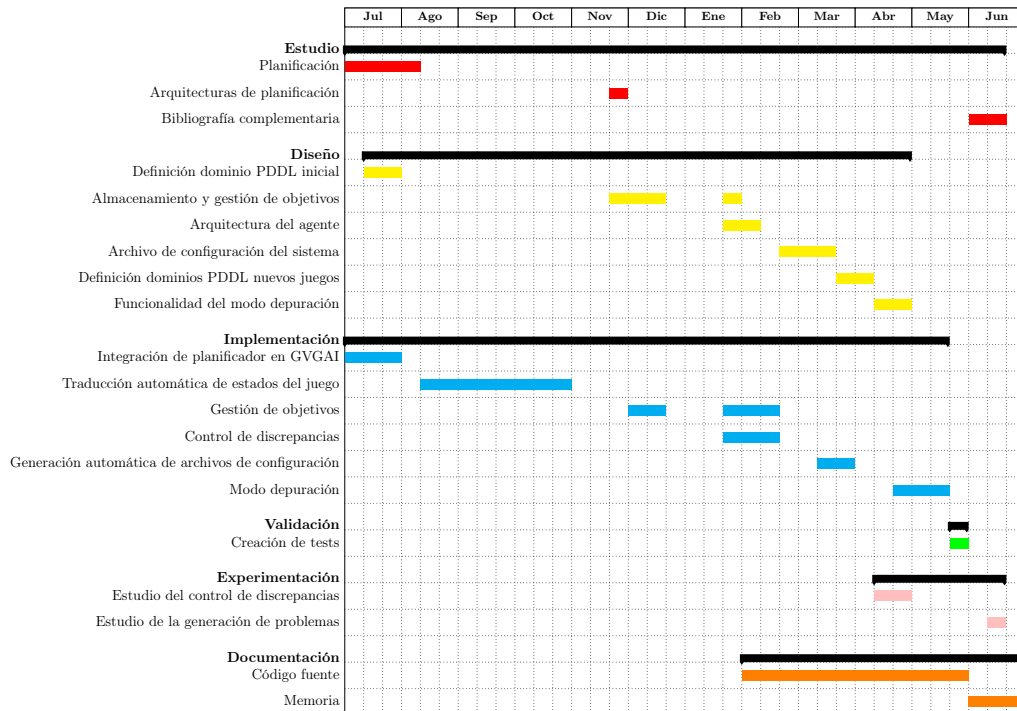 Jul Ago Sep Oct Nov Dic Ene Feb Mar Abr May Jun
Estudio
Planificación
Arquitecturas de planificación
Bibliografía complementaria
Diseño
Definición dominio PDDL inicial
Almacenamiento y gestión de objetivos
Arquitectura del agente
Archivo de configuración del sistema
Definición dominios PDDL nuevos juegos
Funcionalidad del modo depuración
Implementación
Integración de planificador en GVGAI
Traducción automática de estados del juego
Gestión de objetivos
Control de discrepancias
Generación automática de archivos de configuración
Modo depuración
Validación
Creación de tests
Experimentación
Estudio del control de discrepancias
Estudio de la generación de problemas
Documentación
Código fuente
Memoria